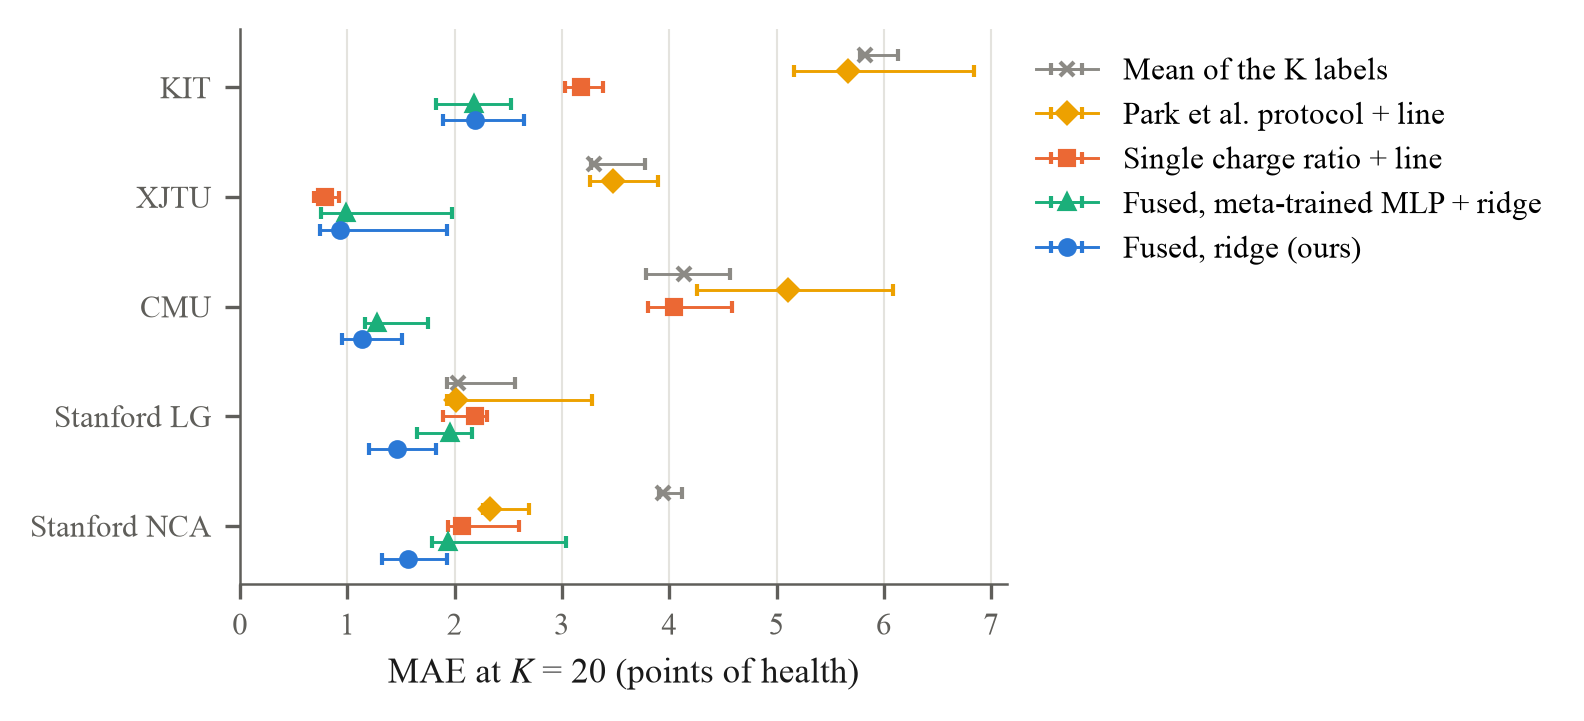 KIT
XJTU
CMU
Stanford LG
Stanford NCA
0 1 2 3 4 5 6 7
MAE at K = 20 (points of health)
Mean of the K labels
Park et al. protocol + line
Single charge ratio + line
Fused, meta-trained MLP + ridge
Fused, ridge (ours)